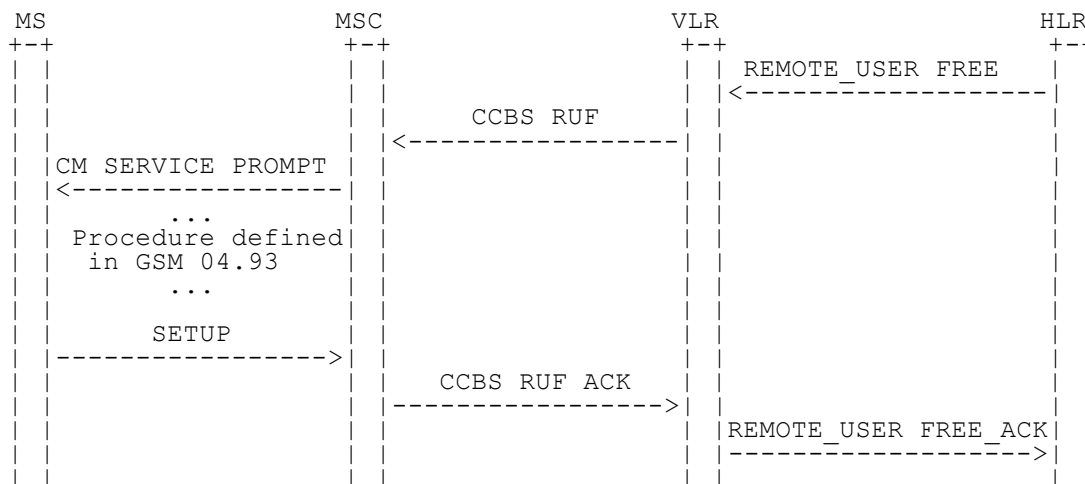 MS MSC VLR HLR
REMOTE_USER FREE
CCBS RUF
CM SERVICE PROMPT
...
Procedure defined
in GSM 04.93
...
SETUP
CCBS RUF ACK
REMOTE_USER FREE_ACK